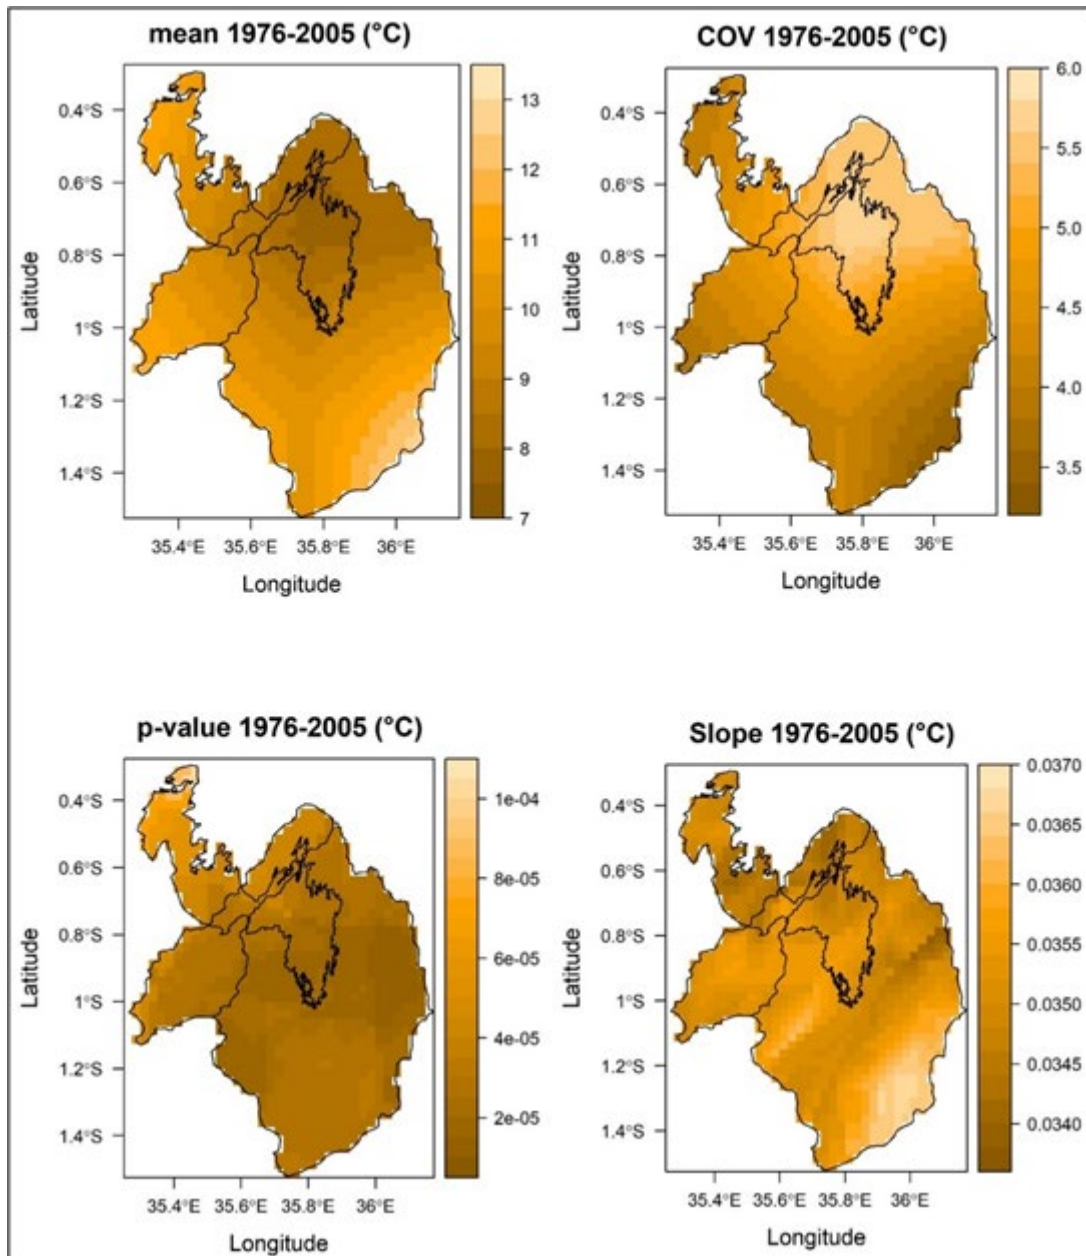 mean 1976-2005 (°C)
0.4°S
0.6°S
0.8°S
1°S
1.2°S
1.4°S
Latitude
35.4°E 35.6°E 35.8°E 36°E
Longitude
13
12
11
10
9
8
7
COV 1976-2005 (°C)
0.4°S
0.6°S
0.8°S
1°S
1.2°S
1.4°S
Latitude
35.4°E 35.6°E 35.8°E 36°E
Longitude
6.0
5.5
5.0
4.5
4.0
3.5
p-value 1976-2005 (°C)
0.4°S
0.6°S
0.8°S
1°S
1.2°S
1.4°S
Latitude
35.4°E 35.6°E 35.8°E 36°E
Longitude
1e-04
8e-05
6e-05
4e-05
2e-05
Slope 1976-2005 (°C)
0.4°S
0.6°S
0.8°S
1°S
1.2°S
1.4°S
Latitude
35.4°E 35.6°E 35.8°E 36°E
Longitude
0.0370
0.0365
0.0360
0.0355
0.0350
0.0345
0.0340